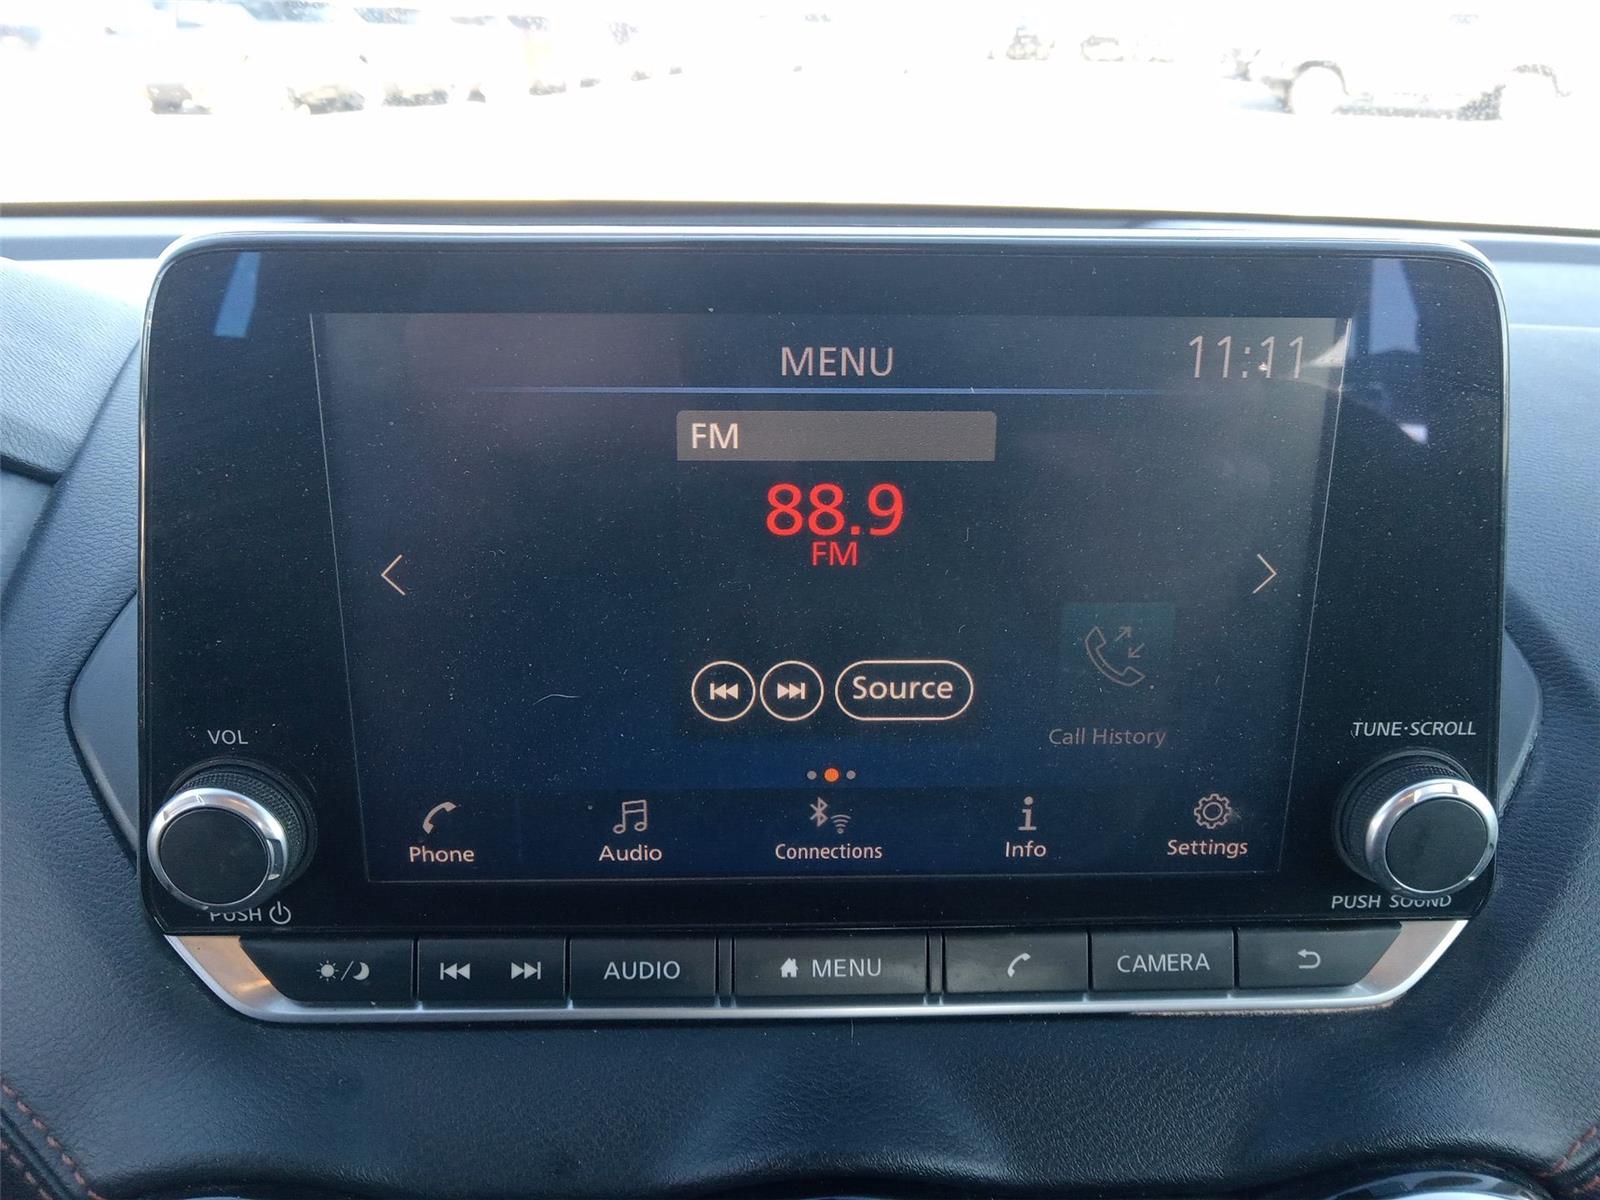 MENU
11:11
FM
88.9
FM
Source
Call History
VOL
TUNE·SCROLL
Phone
Audio
Connections
Info
Settings
PUSH
PUSH SOUND
AUDIO
MENU
CAMERA